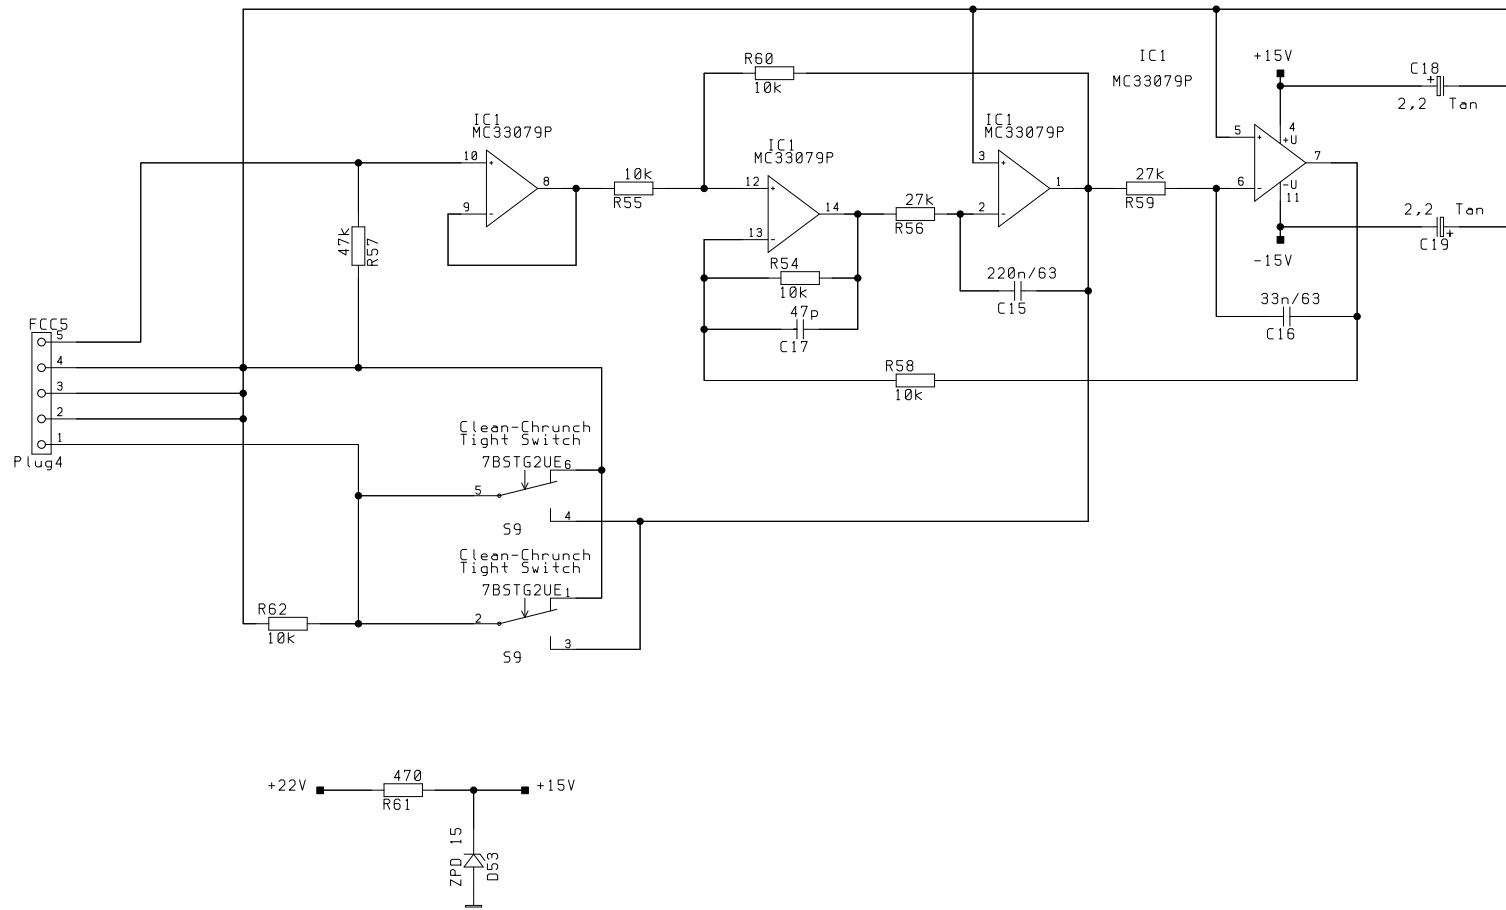 R60
10k
IC1
MC33079P
+15V
C18
+
2,2 Tan
IC1
MC33079P
10
+
8
9
-
10k
R55
IC1
MC33079P
12
+
14
13
-
27k
R56
IC1
MC33079P
3
+
1
2
-
27k
R59
5
+
4
+U
7
6
-
-U
11
2,2 Tan
C19
+
-15V
47k
R57
R54
10k
47p
C17
220n/63
C15
33n/63
C16
R58
10k
FCC5
5
4
3
2
1
Plug4
Clean-Chrunch
Tight Switch
7BSTG2UE
6
5
4
S9
Clean-Chrunch
Tight Switch
7BSTG2UE
1
2
3
S9
R62
10k
+22V
470
R61
+15V
ZPD 15
D53